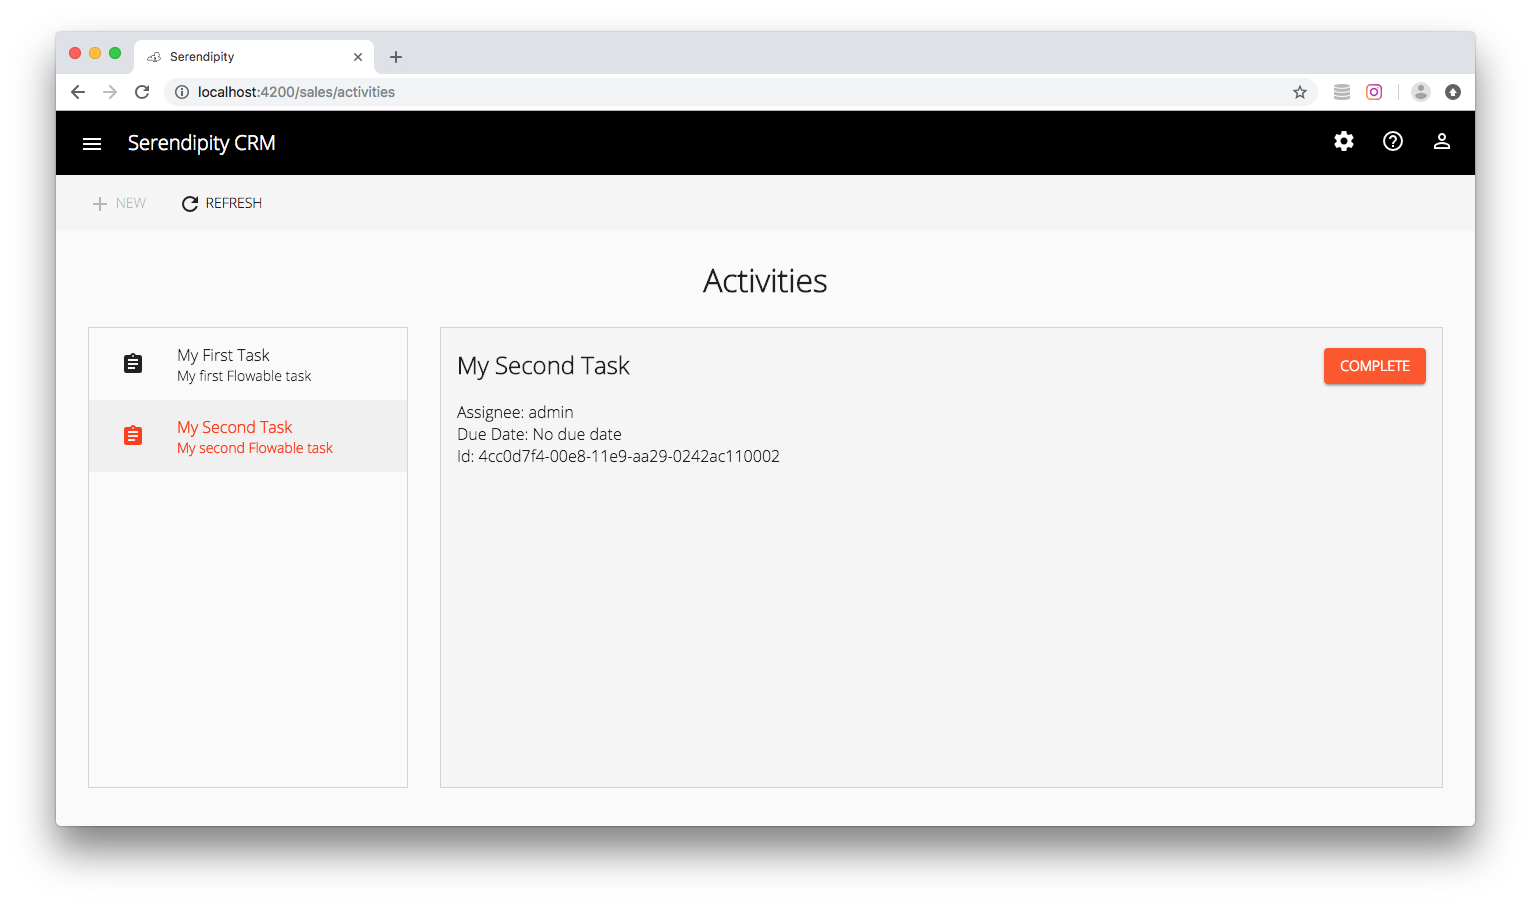 Serendipity
localhost:4200/sales/activities
Serendipity CRM
NEW
REFRESH
Activities
My First Task
My first Flowable task
My Second Task
My second Flowable task
My Second Task
COMPLETE
Assignee: admin
Due Date: No due date
Id: 4cc0d7f4-00e8-11e9-aa29-0242ac110002